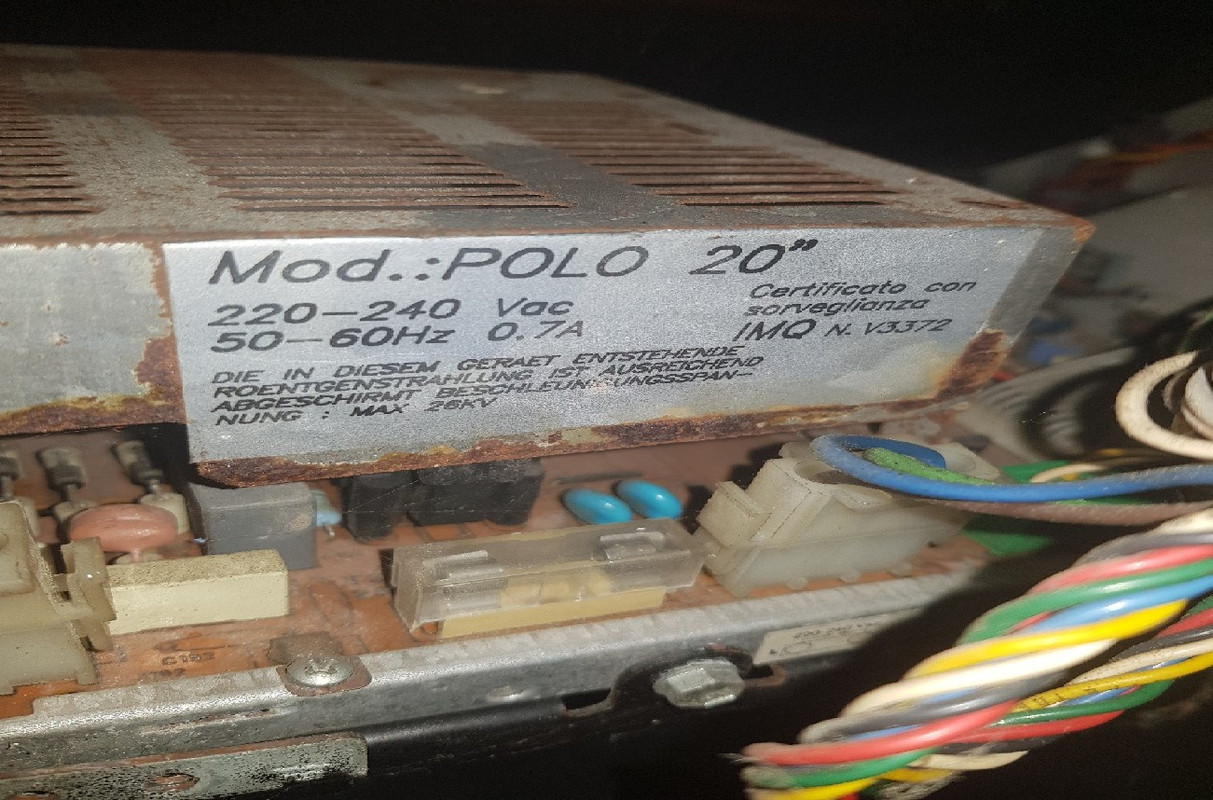 Mod.:POLO 20"
220-240 Vac
50-60Hz 0.7A
Certificato con
sorveglianza
IMQ N. V3372
DIE IN DIESEM GERAET ENTSTEHENDE
ROENTGENSTRAHLUNG IST AUSREICHEND
ABGESCHIRMT BESCHLEUNIGUNGSSPAN-
NUNG : MAX 26KV